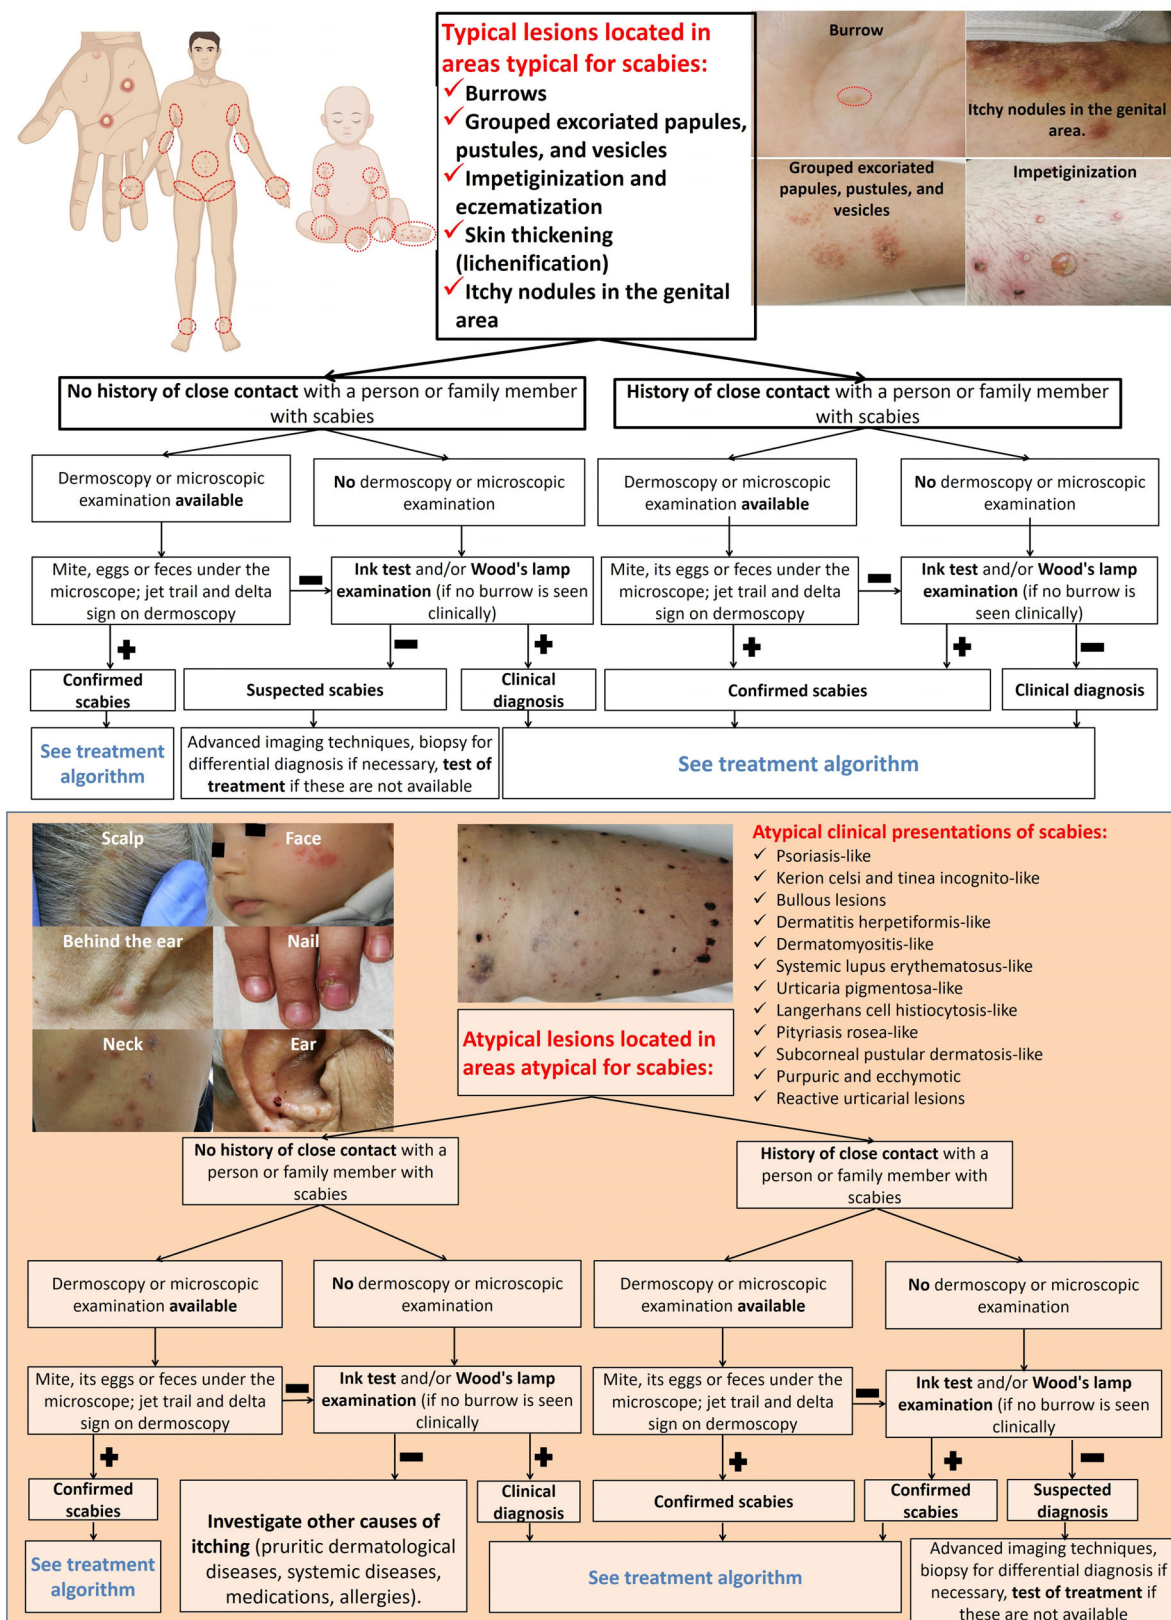 Typical lesions located in
areas typical for scabies:
✓Burrows
✓Grouped excoriated papules,
pustules, and vesicles
✓Impetiginization and
eczematization
✓Skin thickening
(lichenification)
✓Itchy nodules in the genital
area
Burrow
Itchy nodules in the genital
area.
Grouped excoriated
papules, pustules, and
vesicles
Impetiginization
No history of close contact with a person or family member
with scabies
History of close contact with a person or family member
with scabies
Dermoscopy or microscopic
examination available
No dermoscopy or microscopic
examination
Dermoscopy or microscopic
examination available
No dermoscopy or microscopic
examination
Mite, eggs or feces under the
microscope; jet trail and delta
sign on dermoscopy
Ink test and/or Wood's lamp
examination (if no burrow is seen
clinically)
Mite, its eggs or feces under the
microscope; jet trail and delta
sign on dermoscopy
Ink test and/or Wood's lamp
examination (if no burrow is
seen clinically)
Confirmed
scabies
Suspected scabies
Clinical
diagnosis
Confirmed scabies
Clinical diagnosis
See treatment
algorithm
Advanced imaging techniques, biopsy for
differential diagnosis if necessary, test of
treatment if these are not available
See treatment algorithm
Scalp
Face
Behind the ear
Nail
Neck
Ear
Atypical lesions located in
areas atypical for scabies:
Atypical clinical presentations of scabies:
✓ Psoriasis-like
✓ Kerion celsi and tinea incognito-like
✓ Bullous lesions
✓ Dermatitis herpetiformis-like
✓ Dermatomyositis-like
✓ Systemic lupus erythematosus-like
✓ Urticaria pigmentosa-like
✓ Langerhans cell histiocytosis-like
✓ Pityriasis rosea-like
✓ Subcorneal pustular dermatosis-like
✓ Purpuric and ecchymotic
✓ Reactive urticarial lesions
No history of close contact with a
person or family member with
scabies
History of close contact with a
person or family member with
scabies
Dermoscopy or microscopic
examination available
No dermoscopy or microscopic
examination
Dermoscopy or microscopic
examination available
No dermoscopy or microscopic
examination
Mite, its eggs or feces under the
microscope; jet trail and delta
sign on dermoscopy
Ink test and/or Wood's lamp
examination (if no burrow is seen
clinically
Mite, its eggs or feces under the
microscope; jet trail and delta
sign on dermoscopy
Ink test and/or Wood's lamp
examination (if no burrow is seen
clinically)
Confirmed
scabies
Investigate other causes of
itching (pruritic dermatological
diseases, systemic diseases,
medications, allergies).
Clinical
diagnosis
Confirmed scabies
Confirmed
scabies
Suspected
diagnosis
See treatment
algorithm
See treatment algorithm
Advanced imaging techniques,
biopsy for differential diagnosis if
necessary, test of treatment if
these are not available